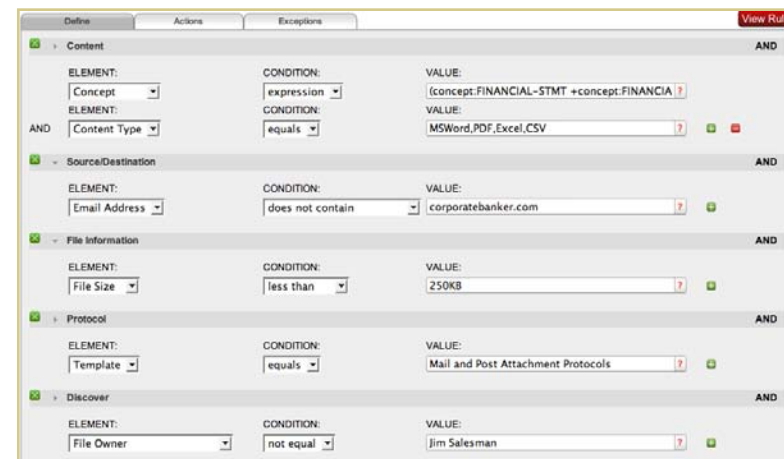 Define Actions Exceptions View Rul
Content AND
ELEMENT: CONDITION: VALUE:
Concept expression (concept:FINANCIAL-STMT +concept:FINANCIA ?
ELEMENT: CONDITION: VALUE:
AND Content Type equals MSWord,PDF,Excel,CSV ?
Source/Destination AND
ELEMENT: CONDITION: VALUE:
Email Address does not contain corporatebanker.com ?
File Information AND
ELEMENT: CONDITION: VALUE:
File Size less than 250KB ?
Protocol AND
ELEMENT: CONDITION: VALUE:
Template equals Mail and Post Attachment Protocols ?
Discover AND
ELEMENT: CONDITION: VALUE:
File Owner not equal Jim Salesman ?